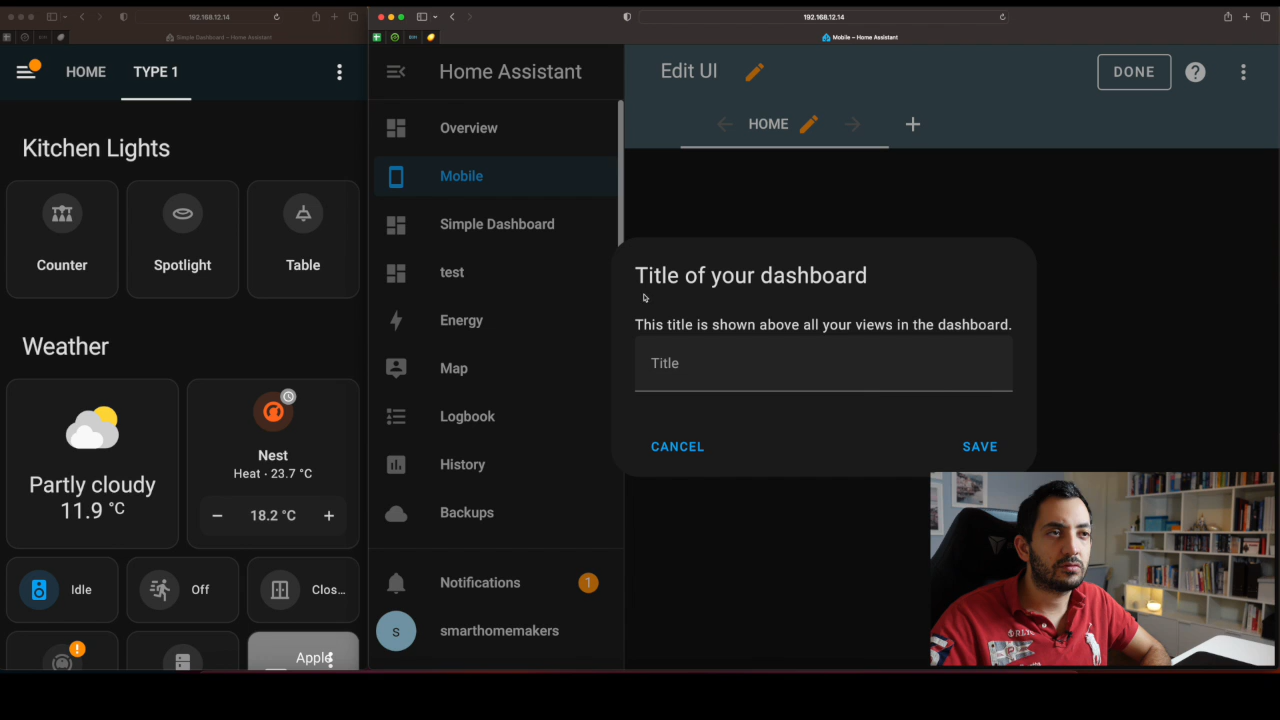 192.168.12.14
Simple Dashboard – Home Assistant
HOME
TYPE 1
Kitchen Lights
Counter
Spotlight
Table
Weather
Partly cloudy
11.9 °C
Nest
Heat · 23.7 °C
− 18.2 °C +
Idle
Off
Clos...
Apple
192.168.12.14
Mobile – Home Assistant
Home Assistant
Overview
Mobile
Simple Dashboard
test
Energy
Map
Logbook
History
Backups
Notifications
1
s
smarthomemakers
Edit UI
DONE
HOME
Title of your dashboard
This title is shown above all your views in the dashboard.
Title
CANCEL
SAVE